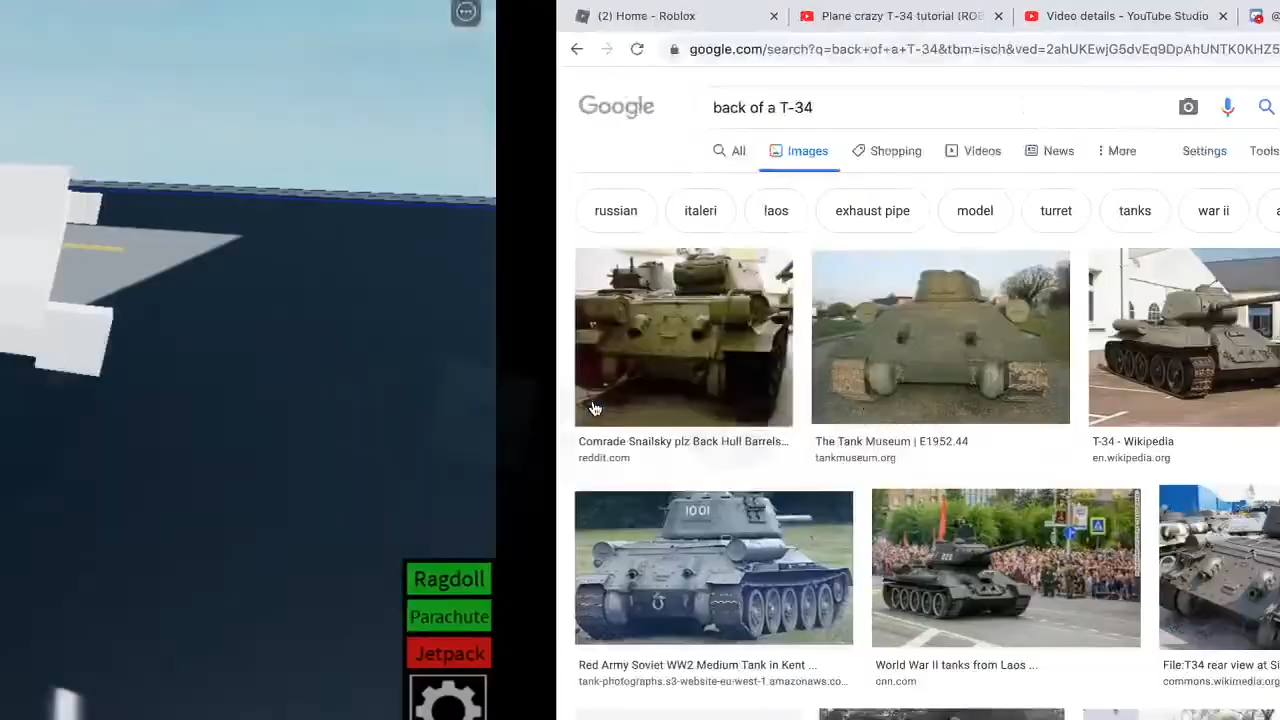 (2) Home - Roblox
Plane crazy T-34 tutorial (ROB
Video details - YouTube Studio
google.com/search?q=back+of+a+T-34&tbm=isch&ved=2ahUKEwjG5dvEq9DpAhUNTK0KHZ5
Google
back of a T-34
All
Images
Shopping
Videos
News
More
Settings
Tools
russian
italeri
laos
exhaust pipe
model
turret
tanks
war ii
Comrade Snailsky plz Back Hull Barrels...
reddit.com
The Tank Museum | E1952.44
tankmuseum.org
T-34 - Wikipedia
en.wikipedia.org
1001
Ragdoll
Parachute
Jetpack
Red Army Soviet WW2 Medium Tank in Kent ...
tank-photographs.s3-website-eu-west-1.amazonaws.co...
World War II tanks from Laos ...
cnn.com
File:T34 rear view at S
commons.wikimedia.org